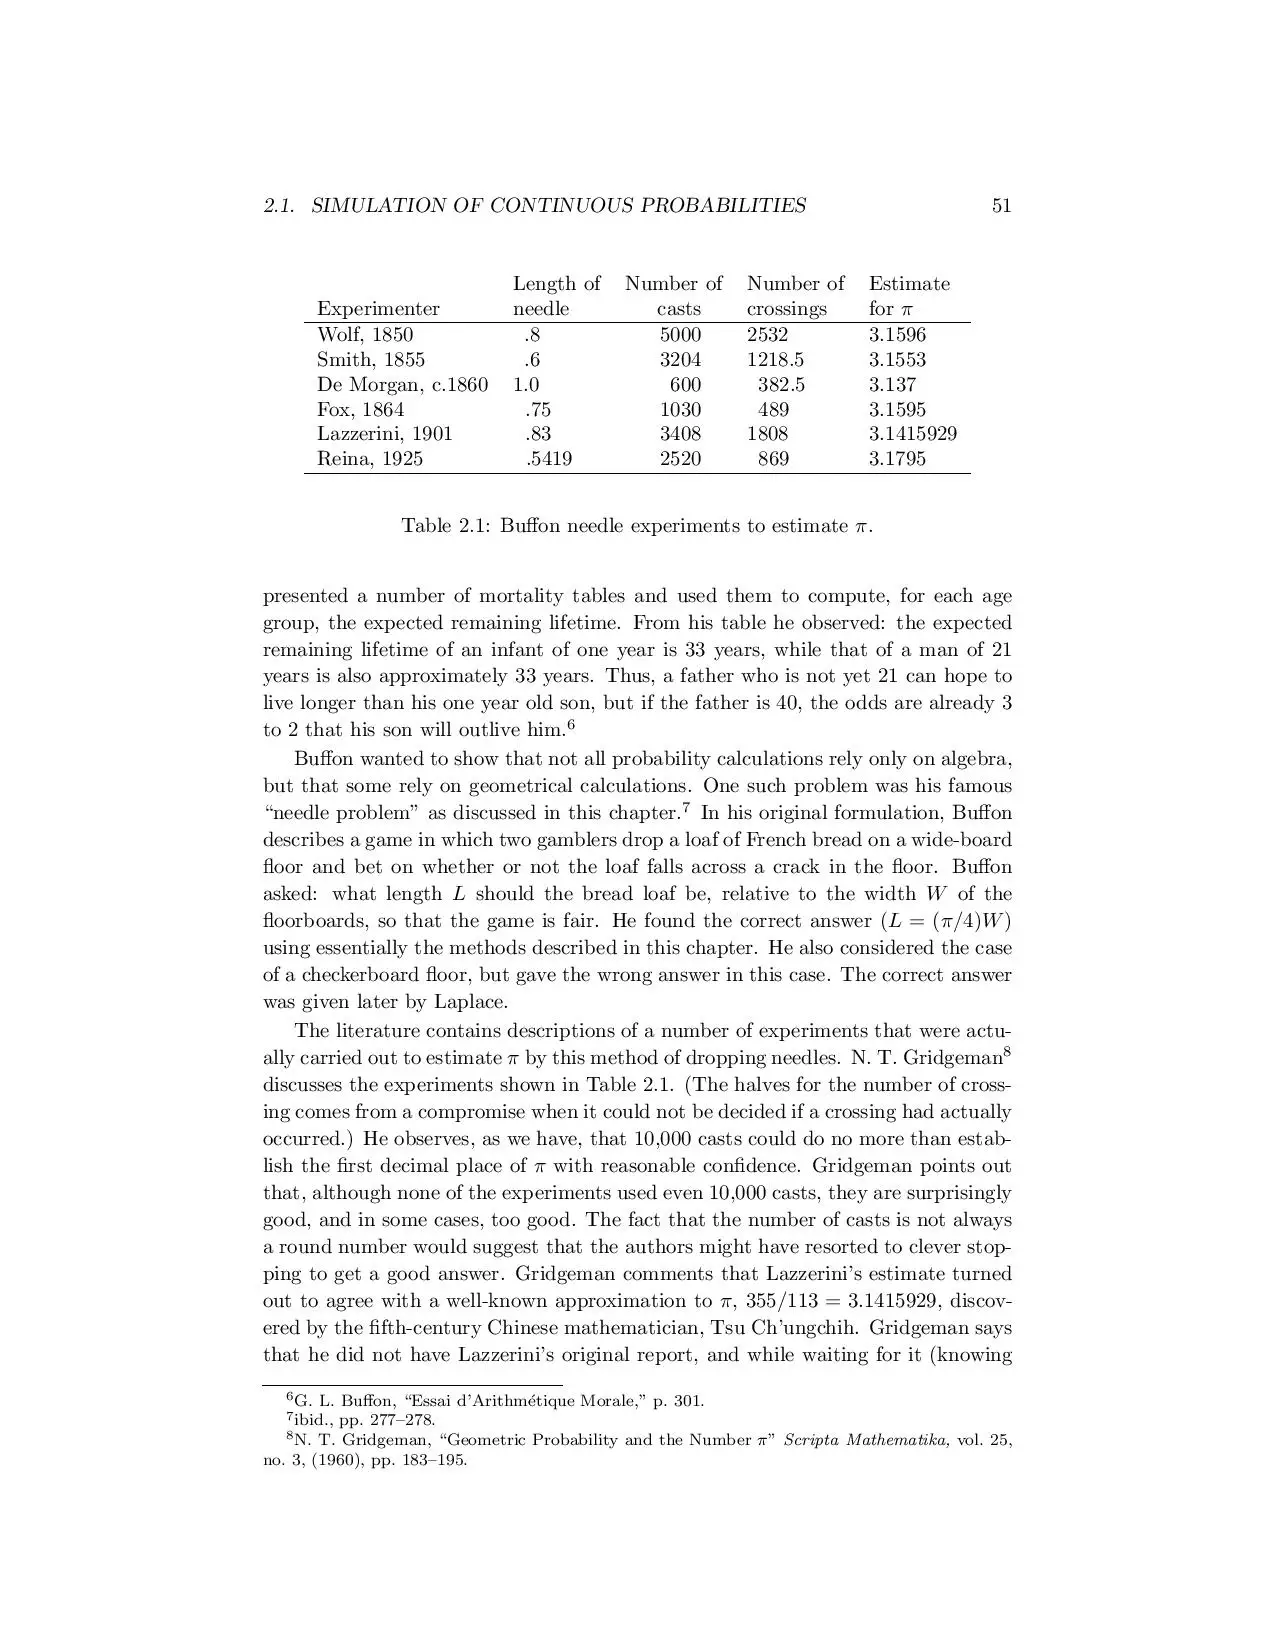 2.1. SIMULATION OF CONTINUOUS PROBABILITIES 51
Length of Number of Number of Estimate
Experimenter needle casts crossings for π
Wolf, 1850 .8 5000 2532 3.1596
Smith, 1855 .6 3204 1218.5 3.1553
De Morgan, c.1860 1.0 600 382.5 3.137
Fox, 1864 .75 1030 489 3.1595
Lazzerini, 1901 .83 3408 1808 3.1415929
Reina, 1925 .5419 2520 869 3.1795
Table 2.1: Buffon needle experiments to estimate π.
presented a number of mortality tables and used them to compute, for each age
group, the expected remaining lifetime. From his table he observed: the expected
remaining lifetime of an infant of one year is 33 years, while that of a man of 21
years is also approximately 33 years. Thus, a father who is not yet 21 can hope to
live longer than his one year old son, but if the father is 40, the odds are already 3
to 2 that his son will outlive him.⁶
Buffon wanted to show that not all probability calculations rely only on algebra,
but that some rely on geometrical calculations. One such problem was his famous
“needle problem” as discussed in this chapter.⁷ In his original formulation, Buffon
describes a game in which two gamblers drop a loaf of French bread on a wide-board
floor and bet on whether or not the loaf falls across a crack in the floor. Buffon
asked: what length L should the bread loaf be, relative to the width W of the
floorboards, so that the game is fair. He found the correct answer (L = (π/4)W)
using essentially the methods described in this chapter. He also considered the case
of a checkerboard floor, but gave the wrong answer in this case. The correct answer
was given later by Laplace.
The literature contains descriptions of a number of experiments that were actu-
ally carried out to estimate π by this method of dropping needles. N. T. Gridgeman⁸
discusses the experiments shown in Table 2.1. (The halves for the number of cross-
ing comes from a compromise when it could not be decided if a crossing had actually
occurred.) He observes, as we have, that 10,000 casts could do no more than estab-
lish the first decimal place of π with reasonable confidence. Gridgeman points out
that, although none of the experiments used even 10,000 casts, they are surprisingly
good, and in some cases, too good. The fact that the number of casts is not always
a round number would suggest that the authors might have resorted to clever stop-
ping to get a good answer. Gridgeman comments that Lazzerini’s estimate turned
out to agree with a well-known approximation to π, 355/113 = 3.1415929, discov-
ered by the fifth-century Chinese mathematician, Tsu Ch’ungchih. Gridgeman says
that he did not have Lazzerini’s original report, and while waiting for it (knowing
⁶G. L. Buffon, “Essai d’Arithmétique Morale,” p. 301.
⁷ibid., pp. 277–278.
⁸N. T. Gridgeman, “Geometric Probability and the Number π” Scripta Mathematika, vol. 25,
no. 3, (1960), pp. 183–195.